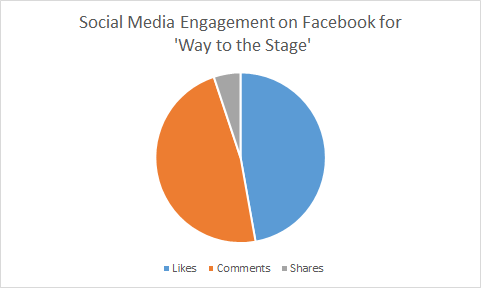 Social Media Engagement on Facebook for
'Way to the Stage'
Likes Comments Shares